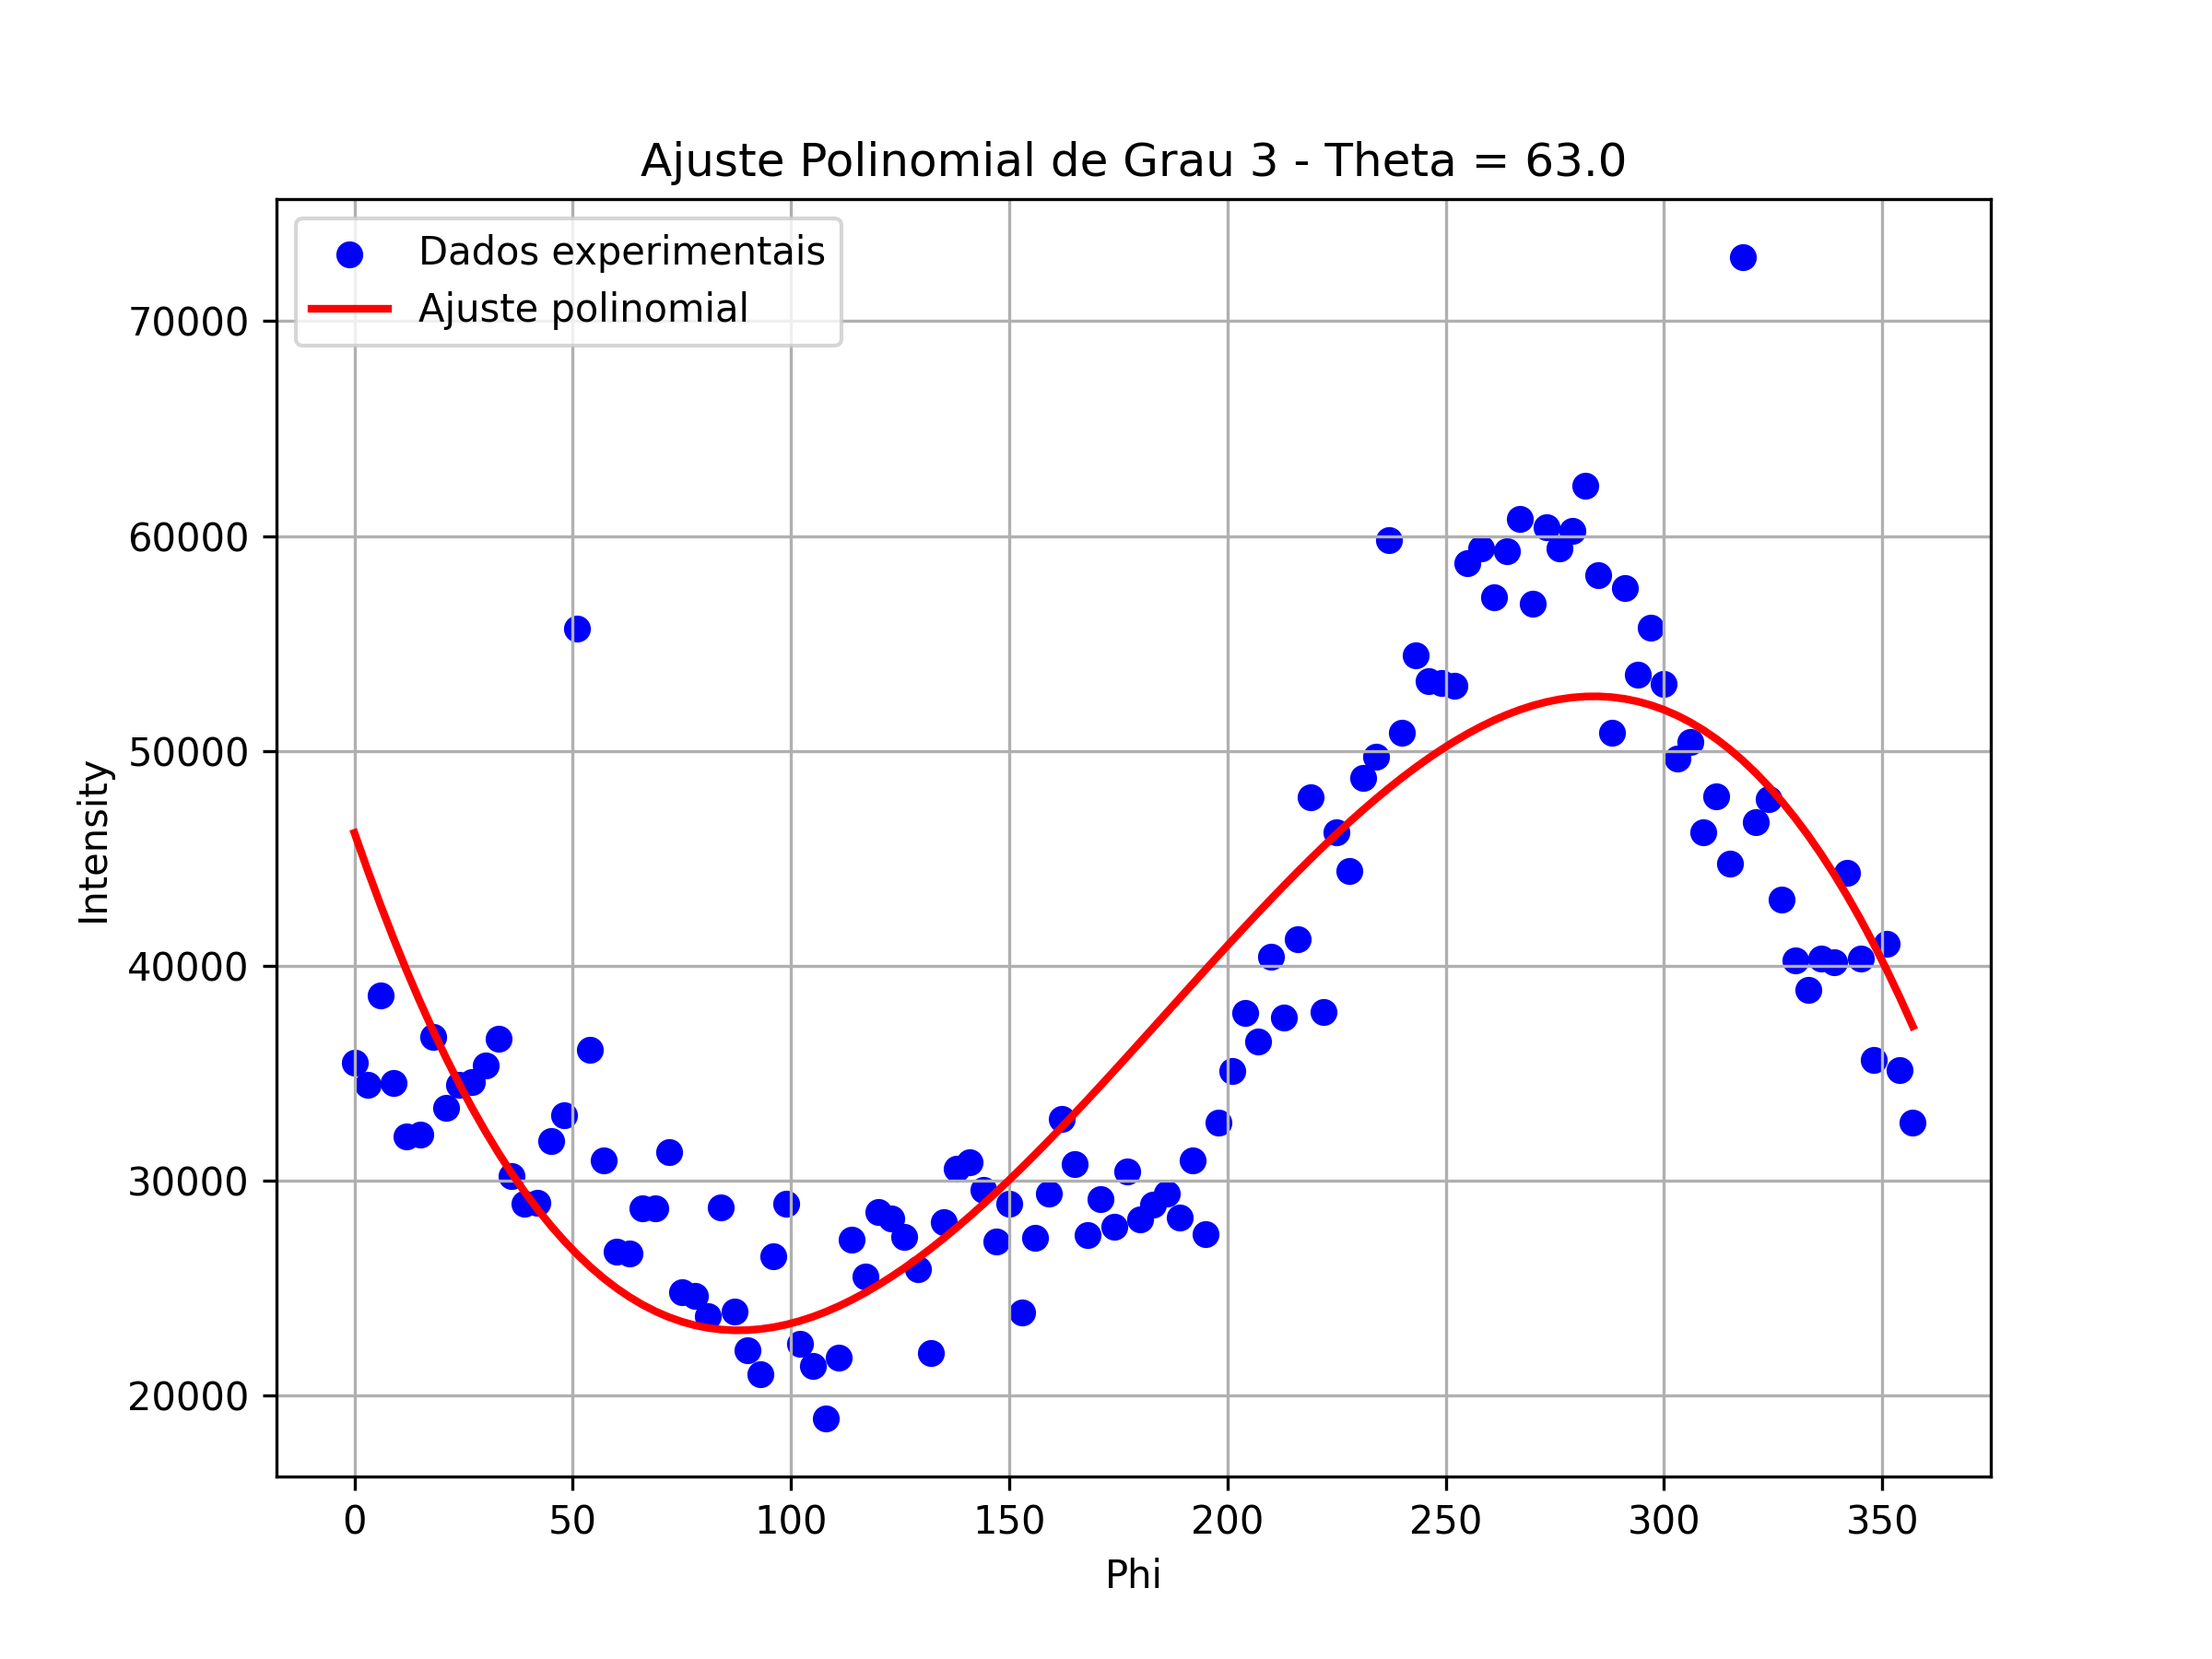 Ajuste Polinomial de Grau 3 - Theta = 63.0
Dados experimentais
Ajuste polinomial
Intensity
70000
60000
50000
40000
30000
20000
0 50 100 150 200 250 300 350
Phi